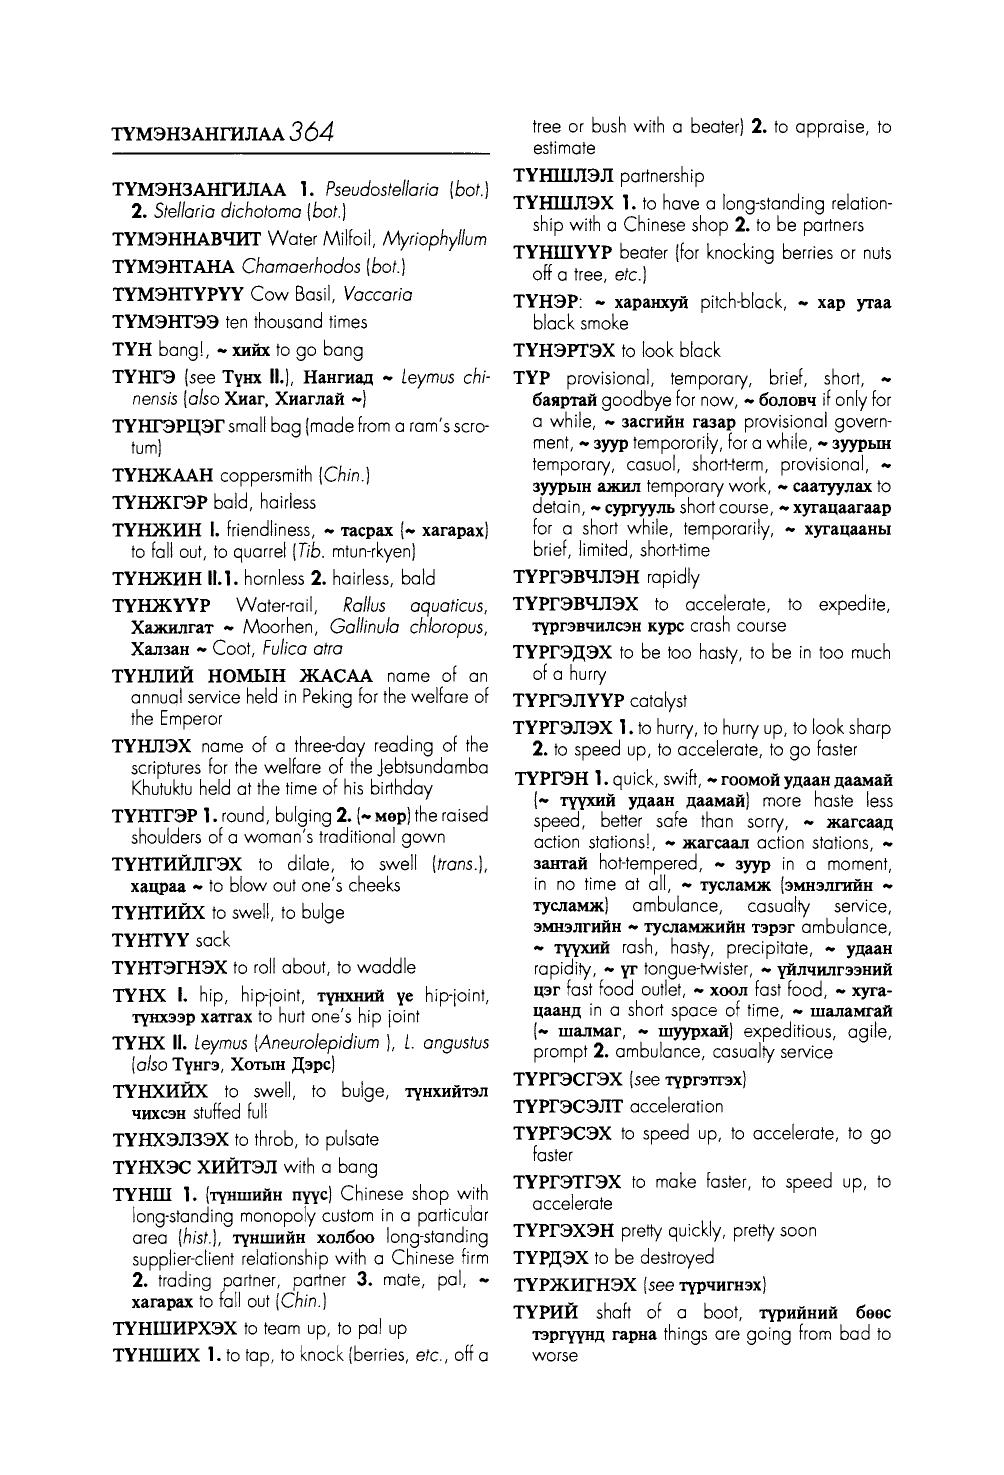 ТҮМЭНЗАНГИЛАА 364
ТҮМЭНЗАНГИЛАА 1. Pseudostellaria (bot.)
2. Stellaria dichotoma (bot.)
ТҮМЭННАВЧИТ Water Milfoil, Myriophyllum
ТҮМЭНТАНА Chamaerhodos (bot.)
ТҮМЭНТҮРҮҮ Cow Basil, Vaccaria
ТҮМЭНТЭЭ ten thousand times
ТҮН bang!, ~ хийх to go bang
ТҮНГЭ (see Түнх II.), Нангиад ~ Leymus chi-
nensis (also Хиаг, Хиаглай ~)
ТҮНГЭРЦЭГ small bag (made from a ram's scro-
tum)
ТҮНЖААН coppersmith (Chin.)
ТҮНЖГЭР bald, hairless
ТҮНЖИН I. friendliness, ~ тасрах (~ хагарах)
to fall out, to quarrel (Tib. mtun-rkyen)
ТҮНЖИН II.1. hornless 2. hairless, bald
ТҮНЖҮҮР Water-rail, Rallus aquaticus,
Хажилгат ~ Moorhen, Gallinula chloropus,
Халзан ~ Coot, Fulica atra
ТҮНЛИЙ НОМЫН ЖАСАА name of an
annual service held in Peking for the welfare of
the Emperor
ТҮНЛЭХ name of a three-day reading of the
scriptures for the welfare of the Jebtsundamba
Khutuktu held at the time of his birthday
ТҮНТГЭР 1. round, bulging 2. (~ мөр) the raised
shoulders of a woman's traditional gown
ТҮНТИЙЛГЭХ to dilate, to swell (trans.),
хацраа ~ to blow out one's cheeks
ТҮНТИЙХ to swell, to bulge
ТҮНТҮҮ sack
ТҮНТЭГНЭХ to roll about, to waddle
ТҮНХ I. hip, hip-joint, түнхний үе hip-joint,
түнхээр хатгах to hurt one's hip joint
ТҮНХ II. Leymus (Aneurolepidium ), L. angustus
(also Түнгэ, Хотын Дэрс)
ТҮНХИЙХ to swell, to bulge, түнхийтэл
чихсэн stuffed full
ТҮНХЭЛЗЭХ to throb, to pulsate
ТҮНХЭС ХИЙТЭЛ with a bang
ТҮНШ 1. (түншийн пүүс) Chinese shop with
long-standing monopoly custom in a particular
area (hist.), түншийн холбоо long-standing
supplier-client relationship with a Chinese firm
2. trading partner, partner 3. mate, pal, ~
хагарах to fall out (Chin.)
ТҮНШИРХЭХ to team up, to pal up
ТҮНШИХ 1. to tap, to knock (berries, etc., off a
tree or bush with a beater) 2. to appraise, to
estimate
ТҮНШЛЭЛ partnership
ТҮНШЛЭХ 1. to have a long-standing relation-
ship with a Chinese shop 2. to be partners
ТҮНШҮҮР beater (for knocking berries or nuts
off a tree, etc.)
ТҮНЭР: ~ харанхуй pitch-black, ~ хар утаа
black smoke
ТҮНЭРТЭХ to look black
ТҮР provisional, temporary, brief, short, ~
баяртай goodbye for now, ~ боловч if only for
a while, ~ засгийн газар provisional govern-
ment, ~ зуур tempororily, for a while, ~ зуурын
temporary, casuol, short-term, provisional, ~
зуурын ажил temporary work, ~ саатуулах to
detain, ~ сургууль short course, ~ хугацаагаар
for a short while, temporarily, ~ хугацааны
brief, limited, short-time
ТҮРГЭВЧЛЭН rapidly
ТҮРГЭВЧЛЭХ to accelerate, to expedite,
түргэвчилсэн курс crash course
ТҮРГЭДЭХ to be too hasty, to be in too much
of a hurry
ТҮРГЭЛҮҮР catalyst
ТҮРГЭЛЭХ 1. to hurry, to hurry up, to look sharp
2. to speed up, to accelerate, to go faster
ТҮРГЭН 1. quick, swift, ~ гоомой удаан даамай
(~ түүхий удаан даамай) more haste less
speed, better safe than sorry, ~ жагсаад
action stations!, ~ жагсаал action stations, ~
зантай hot-tempered, ~ зуур in a moment,
in no time at all, ~ тусламж (эмнэлгийн ~
тусламж) ambulance, casualty service,
эмнэлгийн ~ тусламжийн тэрэг ambulance,
~ түүхий rash, hasty, precipitate, ~ удаан
rapidity, ~ үг tongue-twister, ~ үйлчилгээний
цэг fast food outlet, ~ хоол fast food, ~ хуга-
цаанд in a short space of time, ~ шаламгай
(~ шалмаг, ~ шуурхай) expeditious, agile,
prompt 2. ambulance, casualty service
ТҮРГЭСГЭХ (see түргэтгэх)
ТҮРГЭСЭЛТ acceleration
ТҮРГЭСЭХ to speed up, to accelerate, to go
faster
ТҮРГЭТГЭХ to make faster, to speed up, to
accelerate
ТҮРГЭХЭН pretty quickly, pretty soon
ТҮРДЭХ to be destroyed
ТҮРЖИГНЭХ (see түрчигнэх)
ТҮРИЙ shaft of a boot, түрийний бөөс
тэргүүнд гарна things are going from bad to
worse